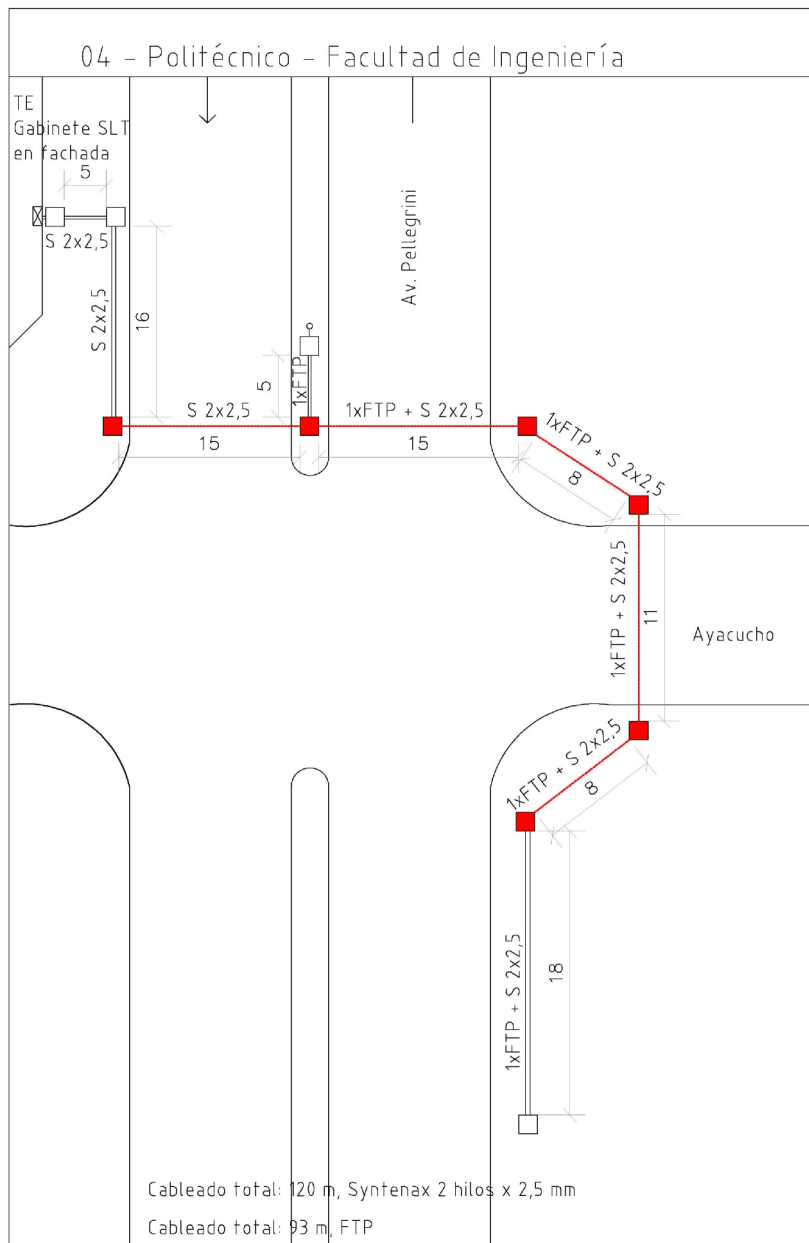 04 - Politécnico - Facultad de Ingeniería
TE
Gabinete SLT
en fachada
5
S 2x2,5
S 2x2,5
16
Av. Pellegrini
5
1xFTP
S 2x2,5
1xFTP + S 2x2,5
15
15
1xFTP + S 2x2,5
8
1xFTP + S 2x2,5
11
Ayacucho
1xFTP + S 2x2,5
8
1xFTP + S 2x2,5
18
Cableado total: 120 m, Syntenax 2 hilos x 2,5 mm
Cableado total: 93 m, FTP